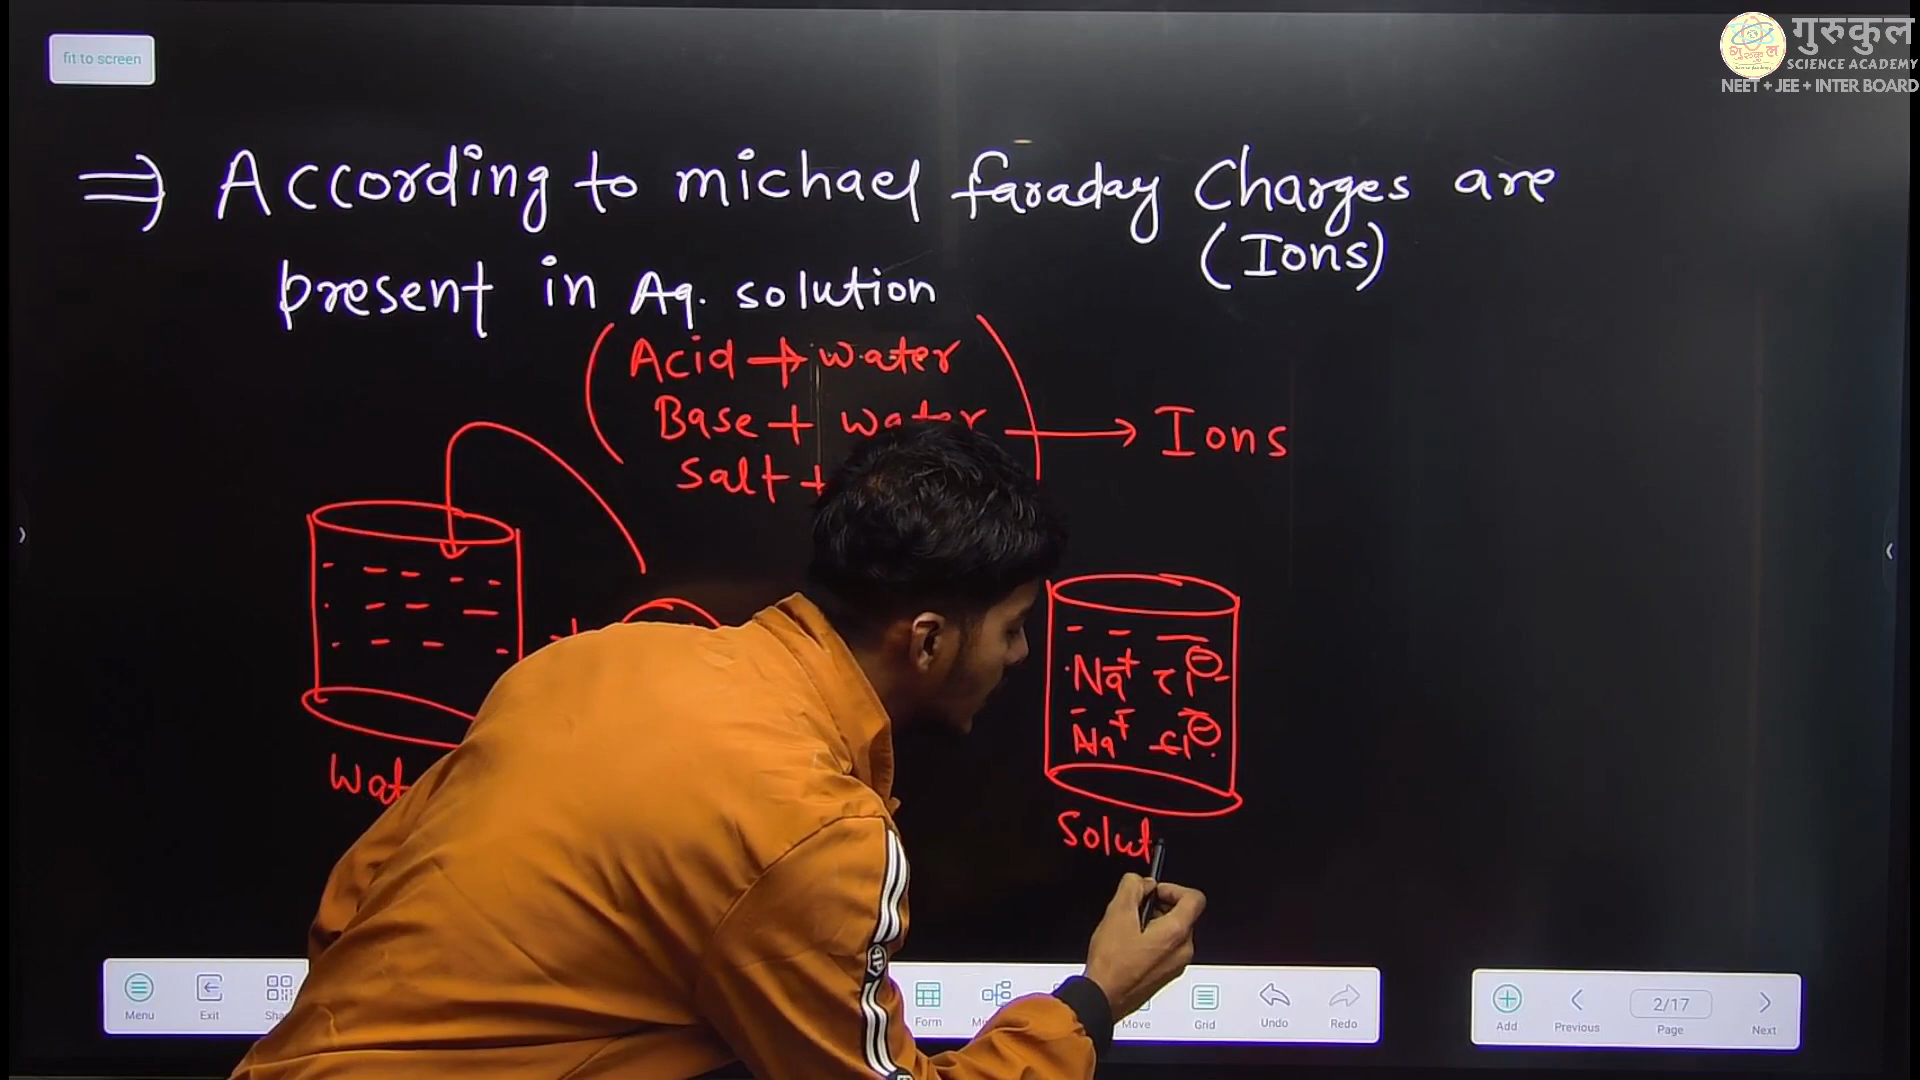 fit to screen
गुरुकुल
SCIENCE ACADEMY
NEET + JEE + INTER BOARD
⇒ According to michael faraday Charges are
(Ions)
present in Aq. solution
Acid + water
Base + water → Ions
Salt +
Na+ Cl⊖
Na+ Cl⊖
Wat
Solut
Menu
Exit
Form
Move
Grid
Undo
Redo
Add
Previous
2/17
Page
Next